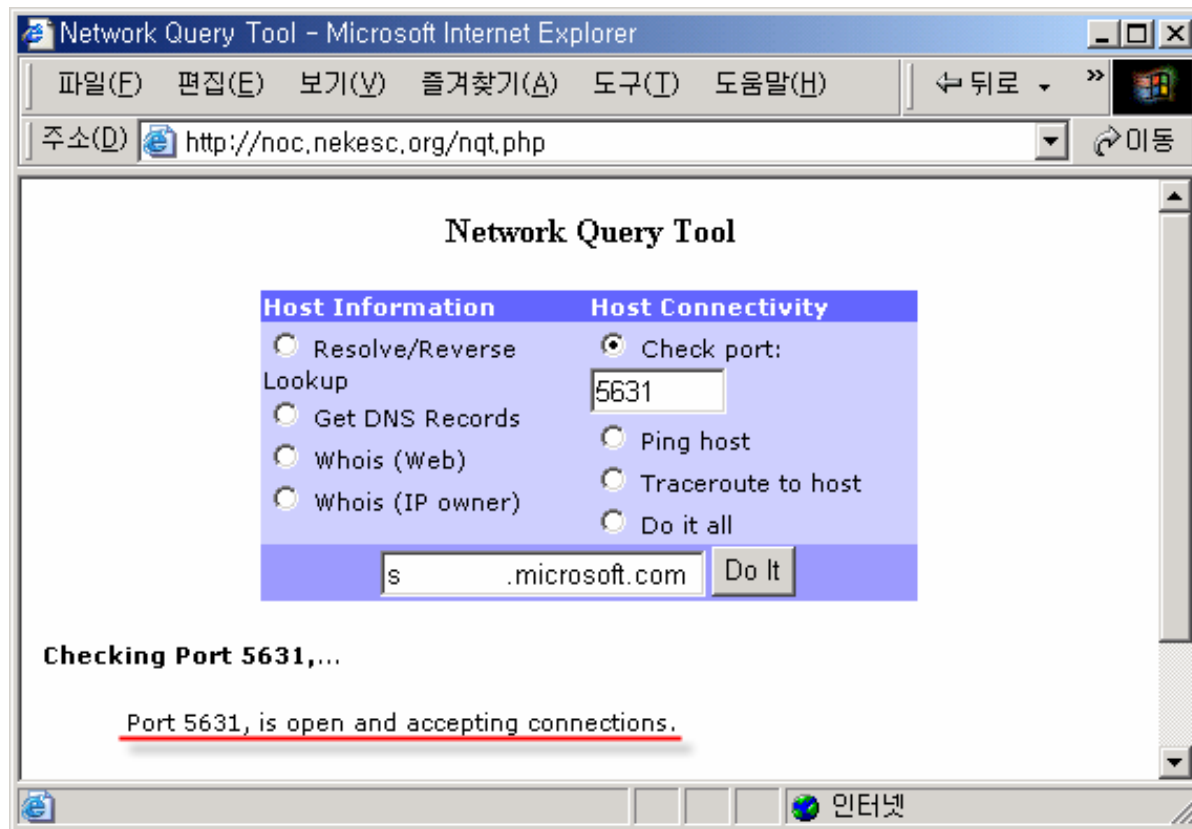 Network Query Tool - Microsoft Internet Explorer
파일(F) 편집(E) 보기(V) 즐겨찾기(A) 도구(T) 도움말(H) 뒤로 »
주소(D) http://noc.nekesc.org/nqt.php 이동
Network Query Tool
Host Information Host Connectivity
Resolve/Reverse Lookup
Check port:
5631
Get DNS Records
Ping host
Whois (Web)
Traceroute to host
Whois (IP owner)
Do it all
s .microsoft.com Do It
Checking Port 5631,...
Port 5631, is open and accepting connections.
인터넷